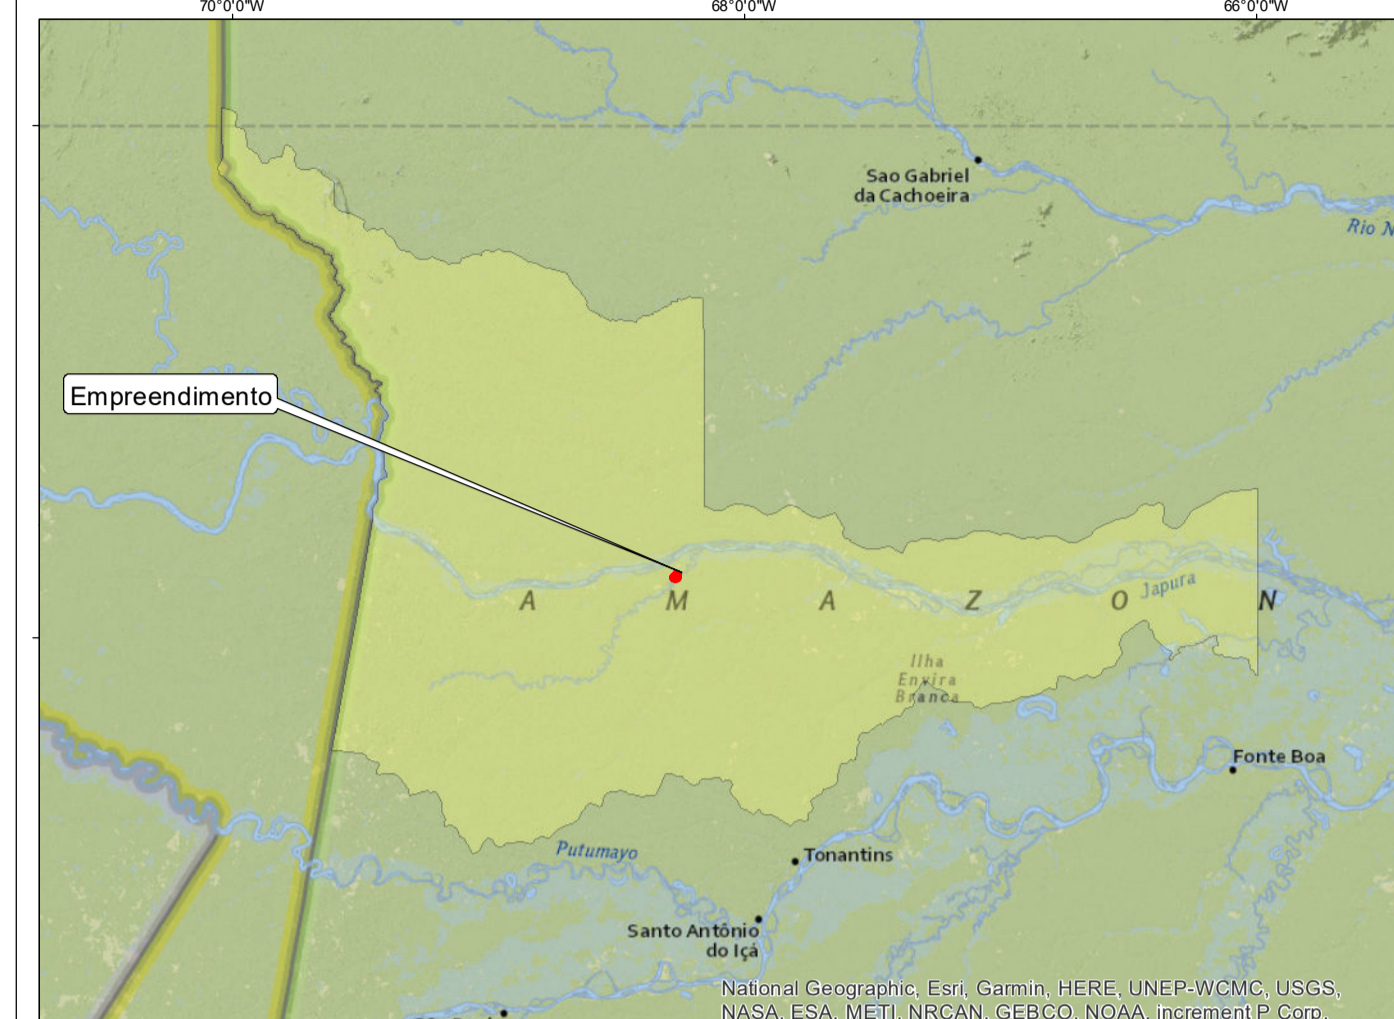 70°0'0"W 68°0'0"W 66°0'0"W
Sao Gabriel
da Cachoeira
Rio N
Empreendimento
A M A Z O N
Japura
Ilha
Envira
Branca
Fonte Boa
Tonantins
Putumayo
Santo Antônio
do Içá
National Geographic, Esri, Garmin, HERE, UNEP-WCMC, USGS,
NASA, ESA, METI, NRCAN, GEBCO, NOAA, increment P Corp.